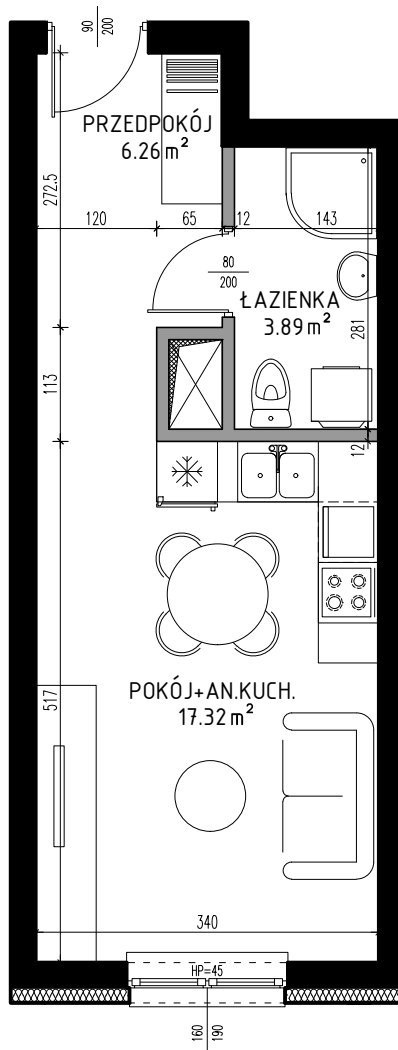 90
200
PRZEDPOKÓJ
6.26 m²
272.5
120
65
12
143
80
200
ŁAZIENKA
3.89 m²
281
113
12
POKÓJ+AN.KUCH.
17.32 m²
517
340
HP=45
160
190